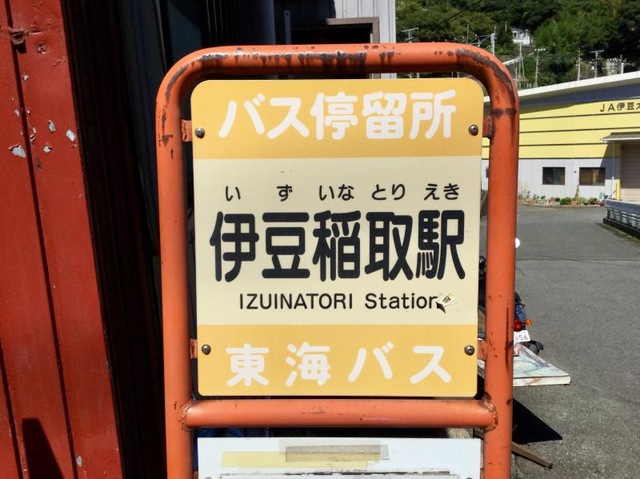 バス停留所
いずいなとりえき
伊豆稲取駅
IZUINATORI Station
東海バス
JA伊豆
56